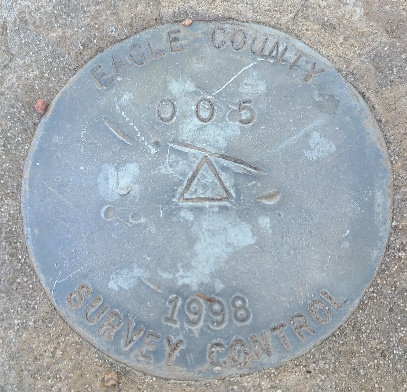 EAGLE COUNTY
005
1998
SURVEY CONTROL